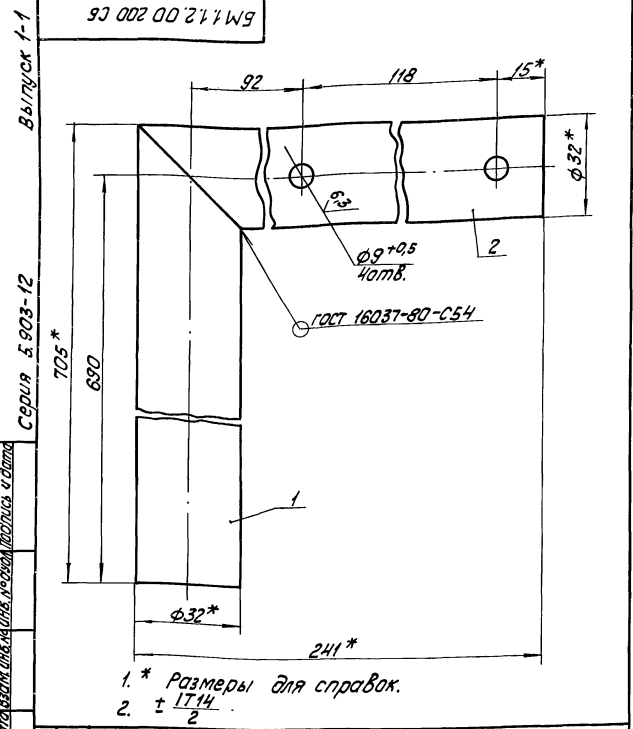 БМ1.1.2.00 200 СБ
Выпуск 1-1
Серия 5.903-12
92
118
15*
ф32*
6,3
ф9 +0,5
4отв.
2
ГОСТ 16037-80-С54
705*
690
1
ф32*
241*
1. * Размеры для справок.
2. ± IT14
2
Подпись и дата